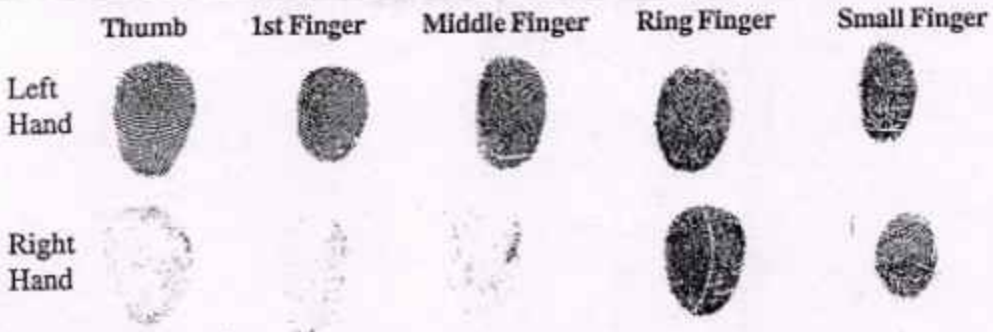 Thumb 1st Finger Middle Finger Ring Finger Small Finger
Left
Hand
Right
Hand